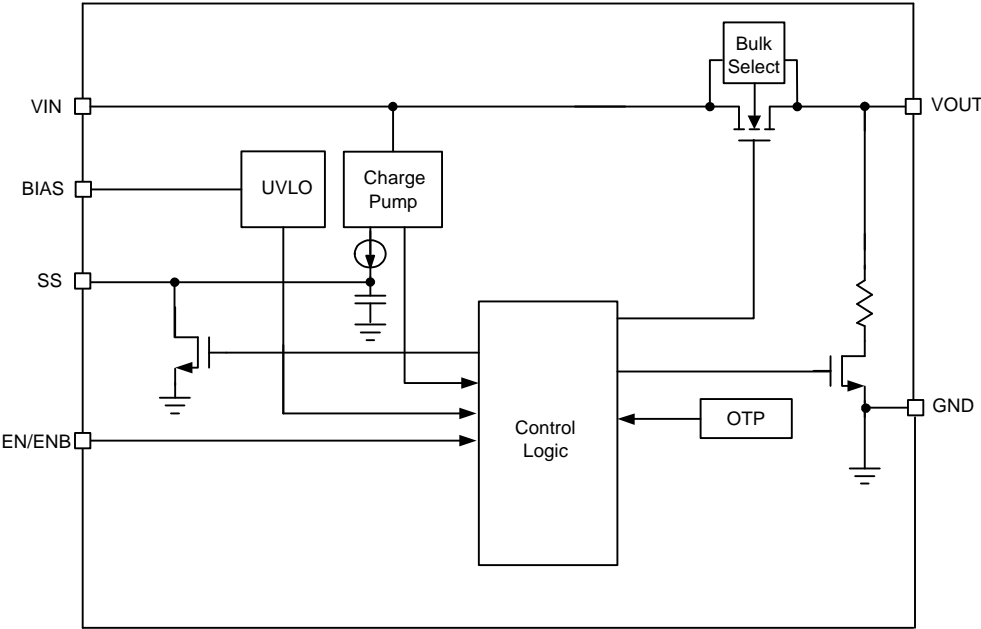 Bulk
Select
VIN
VOUT
BIAS
UVLO
Charge
Pump
SS
GND
OTP
Control
Logic
EN/ENB